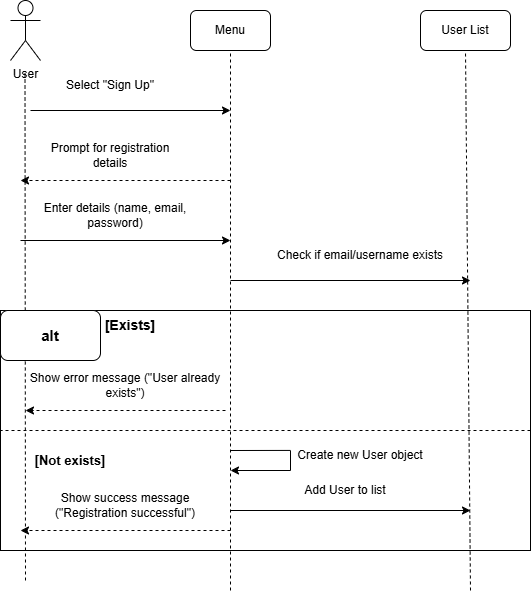 Menu
User List
User
Select "Sign Up"
Prompt for registration
details
Enter details (name, email,
password)
Check if email/username exists
alt
[Exists]
Show error message ("User already
exists")
[Not exists]
Create new User object
Show success message
("Registration successful")
Add User to list